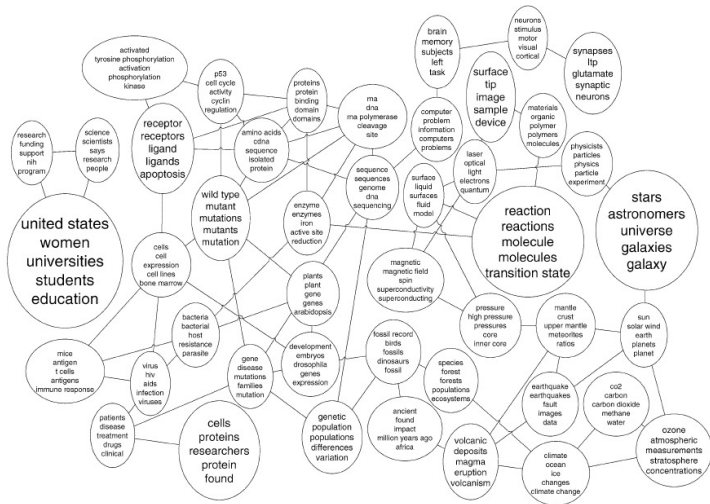 activated
tyrosine phosphorylation
activation
phosphorylation
kinase
p53
cell cycle
activity
cyclin
regulation
proteins
protein
binding
domain
domains
rna
dna
rna polymerase
cleavage
site
brain
memory
subjects
left
task
neurons
stimulus
motor
visual
cortical
synapses
ltp
glutamate
synaptic
neurons
surface
tip
image
sample
device
materials
organic
polymer
polymers
molecules
research
funding
support
nih
program
science
scientists
says
research
people
receptor
receptors
ligand
ligands
apoptosis
amino acids
cdna
sequence
isolated
protein
computer
problem
information
computers
problems
laser
optical
light
electrons
quantum
physicists
particles
physics
particle
experiment
sequence
sequences
genome
dna
sequencing
surface
liquid
surfaces
fluid
model
wild type
mutant
mutations
mutants
mutation
enzyme
enzymes
iron
active site
reduction
stars
astronomers
universe
galaxies
galaxy
united states
women
universities
students
education
reaction
reactions
molecule
molecules
transition state
cells
cell
expression
cell lines
bone marrow
magnetic
magnetic field
spin
superconductivity
superconducting
plants
plant
gene
genes
arabidopsis
bacteria
bacterial
host
resistance
parasite
pressure
high pressure
pressures
core
inner core
mantle
crust
upper mantle
meteorites
ratios
sun
solar wind
earth
planets
planet
mice
antigen
t cells
antigens
immune response
virus
hiv
aids
infection
viruses
gene
disease
mutations
families
mutation
development
embryos
drosophila
genes
expression
fossil record
birds
fossils
dinosaurs
fossil
species
forest
forests
populations
ecosystems
earthquake
earthquakes
fault
images
data
co2
carbon
carbon dioxide
methane
water
patients
disease
treatment
drugs
clinical
cells
proteins
researchers
protein
found
genetic
population
populations
differences
variation
ancient
found
impact
million years ago
africa
volcanic
deposits
magma
eruption
volcanism
climate
ocean
ice
changes
climate change
ozone
atmospheric
measurements
stratosphere
concentrations